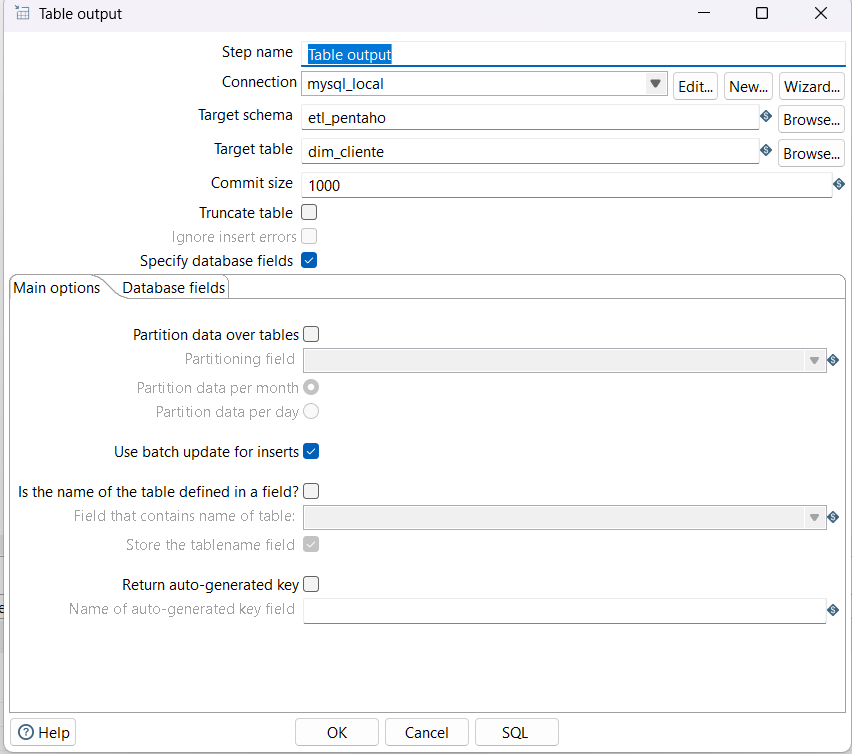 Table output
Step name Table output
Connection mysql_local Edit... New... Wizard...
Target schema etl_pentaho Browse...
Target table dim_cliente Browse...
Commit size 1000
Truncate table
Ignore insert errors
Specify database fields
Main options Database fields
Partition data over tables
Partitioning field
Partition data per month
Partition data per day
Use batch update for inserts
Is the name of the table defined in a field?
Field that contains name of table:
Store the tablename field
Return auto-generated key
Name of auto-generated key field
Help OK Cancel SQL